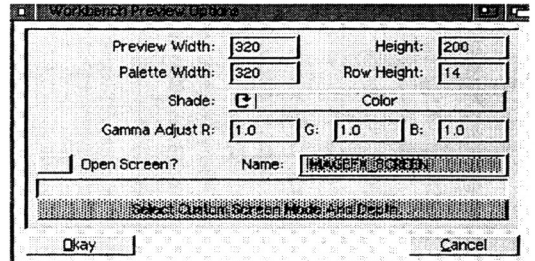 Workbench Preview Options
Preview Width: 320 Height: 200
Palette Width: 320 Row Height: 14
Shade: Color
Gamma Adjust R: 1.0 G: 1.0 B: 1.0
Open Screen? Name: IMAGEFX_SCREEN
Select Custom Screen Mode And Depth...
Okay Cancel